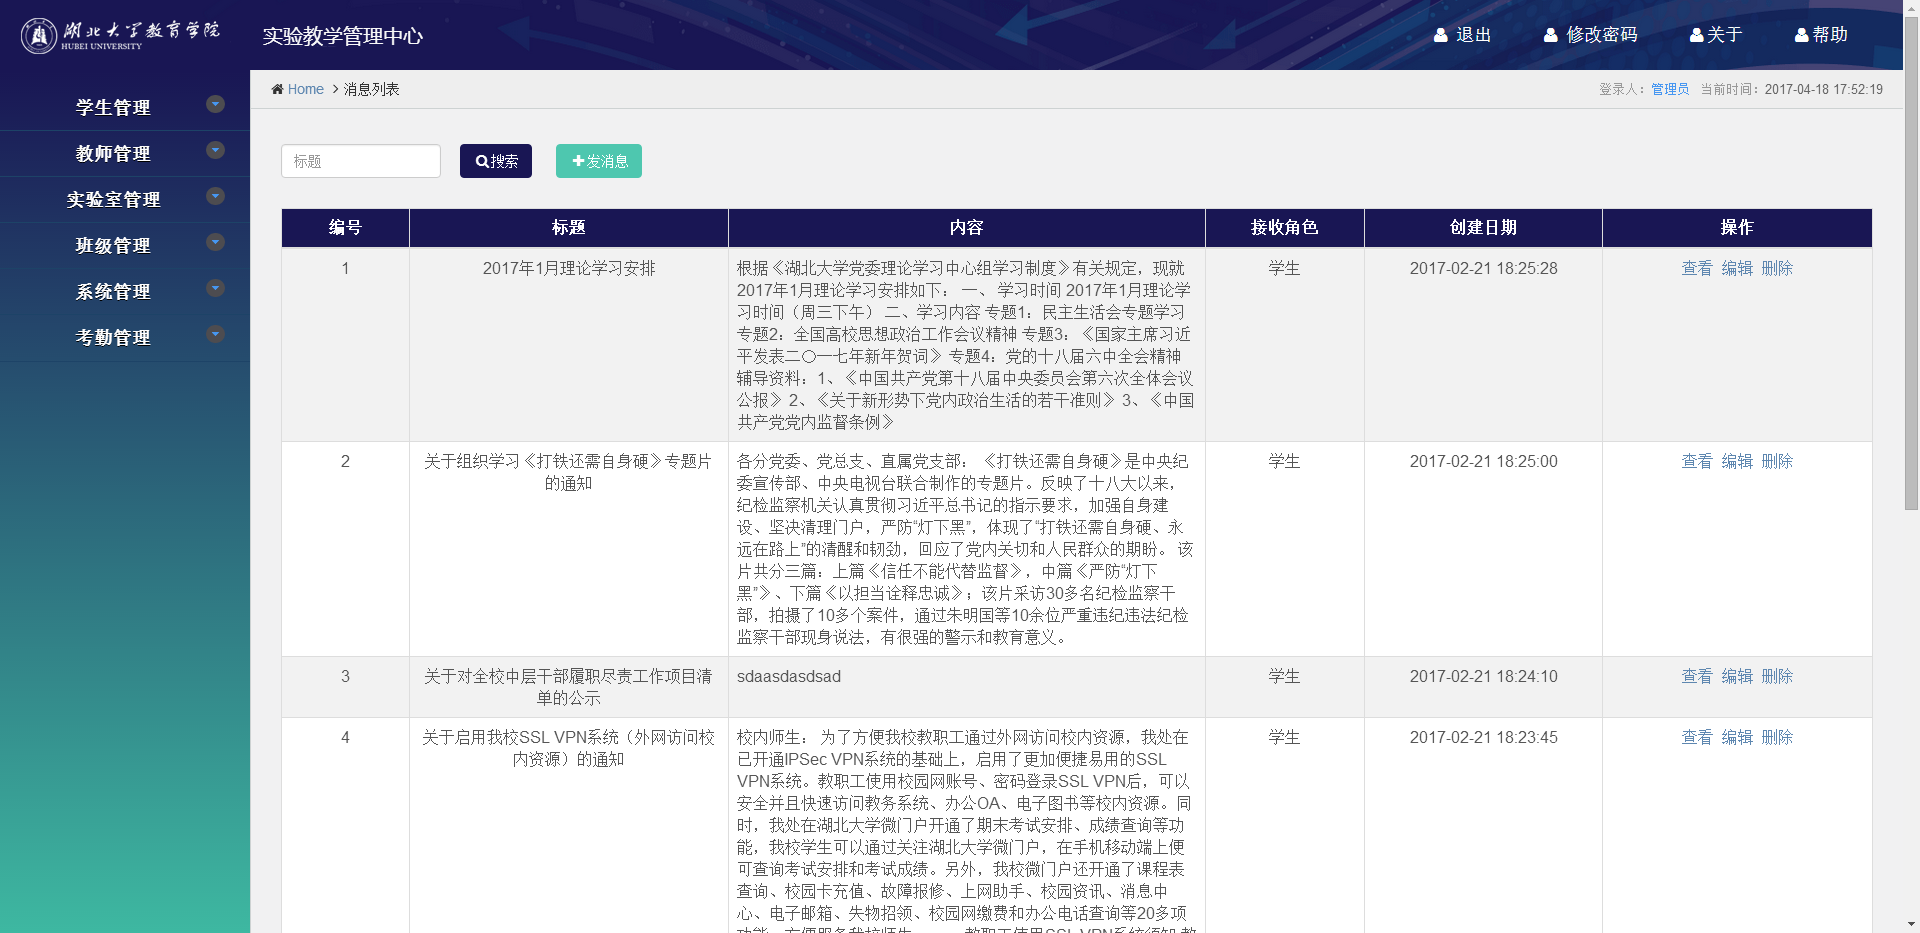 湖北大学教育学院
HUBEI UNIVERSITY
实验教学管理中心
退出 修改密码 关于 帮助
Home 消息列表
登录人：管理员 当前时间：2017-04-18 17:52:19
学生管理
教师管理
实验室管理
班级管理
系统管理
考勤管理
标题 搜索 发消息
编号 标题 内容 接收角色 创建日期 操作
1 2017年1月理论学习安排 根据《湖北大学党委理论学习中心组学习制度》有关规定，现就 学生 2017-02-21 18:25:28 查看 编辑 删除
2017年1月理论学习安排如下： 一、 学习时间 2017年1月理论学
习时间（周三下午） 二、学习内容 专题1：民主生活会专题学习
专题2：全国高校思想政治工作会议精神 专题3：《国家主席习近
平发表二〇一七年新年贺词》 专题4：党的十八届六中全会精神
辅导资料：1、《中国共产党第十八届中央委员会第六次全体会议
公报》 2、《关于新形势下党内政治生活的若干准则》 3、《中国
共产党党内监督条例》
2 关于组织学习《打铁还需自身硬》专题片 各分党委、党总支、直属党支部： 《打铁还需自身硬》是中央纪 学生 2017-02-21 18:25:00 查看 编辑 删除
的通知 委宣传部、中央电视台联合制作的专题片。反映了十八大以来，
纪检监察机关认真贯彻习近平总书记的指示要求，加强自身建
设、坚决清理门户，严防“灯下黑”，体现了“打铁还需自身硬、永
远在路上”的清醒和韧劲，回应了党内关切和人民群众的期盼。 该
片共分三篇：上篇《信任不能代替监督》，中篇《严防“灯下
黑”》、下篇《以担当诠释忠诚》；该片采访30多名纪检监察干
部，拍摄了10多个案件，通过朱明国等10余位严重违纪违法纪检
监察干部现身说法，有很强的警示和教育意义。
3 关于对全校中层干部履职尽责工作项目清 sdaasdasdsad 学生 2017-02-21 18:24:10 查看 编辑 删除
单的公示
4 关于启用我校SSL VPN系统（外网访问校 校内师生： 为了方便我校教职工通过外网访问校内资源，我处在 学生 2017-02-21 18:23:45 查看 编辑 删除
内资源）的通知 已开通IPSec VPN系统的基础上，启用了更加便捷易用的SSL
VPN系统。教职工使用校园网账号、密码登录SSL VPN后，可以
安全并且快速访问教务系统、办公OA、电子图书等校内资源。同
时，我处在湖北大学微门户开通了期末考试安排、成绩查询等功
能，我校学生可以通过关注湖北大学微门户，在手机移动端上便
可查询考试安排和考试成绩。另外，我校微门户还开通了课程表
查询、校园卡充值、故障报修、上网助手、校园资讯、消息中
心、电子邮箱、失物招领、校园网缴费和办公电话查询等20多项